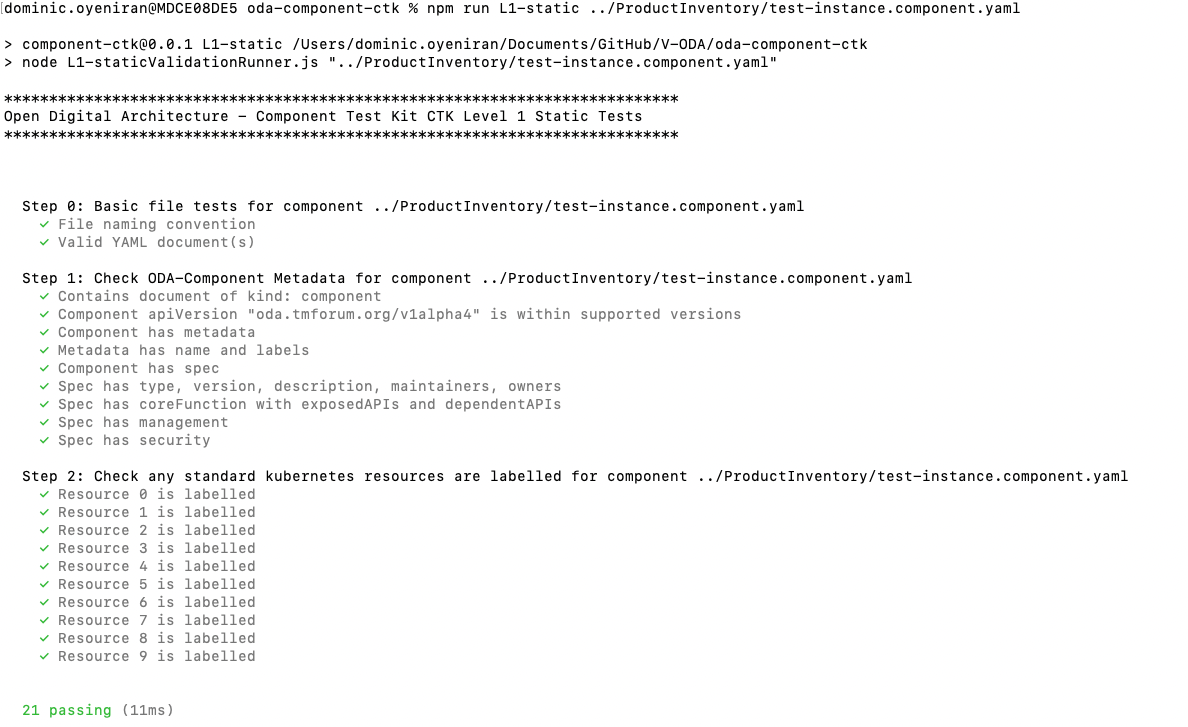 dominic.oyeniran@MDCE08DE5 oda-component-ctk % npm run L1-static ../ProductInventory/test-instance.component.yaml
> component-ctk@0.0.1 L1-static /Users/dominic.oyeniran/Documents/GitHub/V-ODA/oda-component-ctk
> node L1-staticValidationRunner.js "../ProductInventory/test-instance.component.yaml"
***************************************************************************
Open Digital Architecture - Component Test Kit CTK Level 1 Static Tests
***************************************************************************
Step 0: Basic file tests for component ../ProductInventory/test-instance.component.yaml
✓ File naming convention
✓ Valid YAML document(s)
Step 1: Check ODA-Component Metadata for component ../ProductInventory/test-instance.component.yaml
✓ Contains document of kind: component
✓ Component apiVersion "oda.tmforum.org/v1alpha4" is within supported versions
✓ Component has metadata
✓ Metadata has name and labels
✓ Component has spec
✓ Spec has type, version, description, maintainers, owners
✓ Spec has coreFunction with exposedAPIs and dependentAPIs
✓ Spec has management
✓ Spec has security
Step 2: Check any standard kubernetes resources are labelled for component ../ProductInventory/test-instance.component.yaml
✓ Resource 0 is labelled
✓ Resource 1 is labelled
✓ Resource 2 is labelled
✓ Resource 3 is labelled
✓ Resource 4 is labelled
✓ Resource 5 is labelled
✓ Resource 6 is labelled
✓ Resource 7 is labelled
✓ Resource 8 is labelled
✓ Resource 9 is labelled
21 passing (11ms)